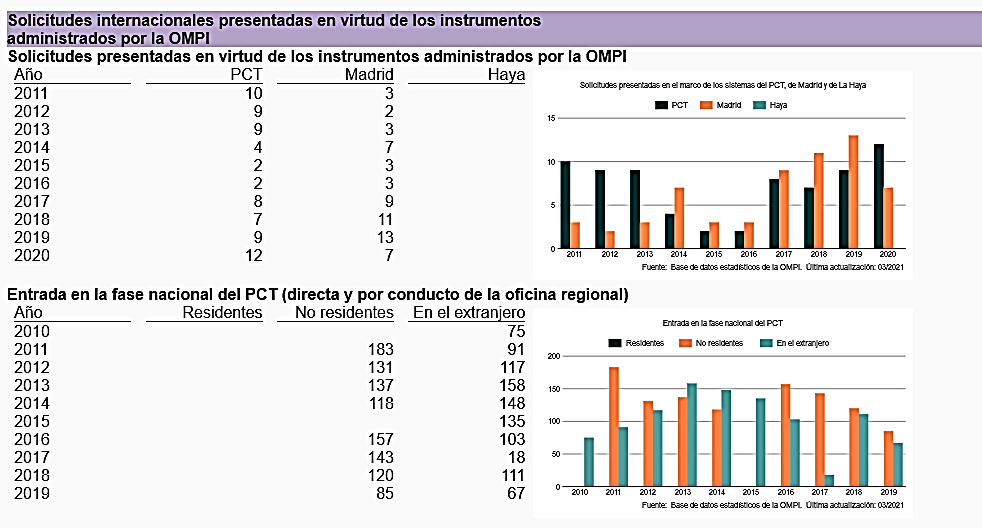 Solicitudes internacionales presentadas en virtud de los instrumentos
administrados por la OMPI
Solicitudes presentadas en virtud de los instrumentos administrados por la OMPI
Año PCT Madrid Haya
2011 10 3
2012 9 2
2013 9 3
2014 4 7
2015 2 3
2016 2 3
2017 8 9
2018 7 11
2019 9 13
2020 12 7
Solicitudes presentadas en el marco de los sistemas del PCT, de Madrid y de La Haya
PCT Madrid Haya
15
10
5
0
2011 2012 2013 2014 2015 2016 2017 2018 2019 2020
Fuente: Base de datos estadísticos de la OMPI. Última actualización: 03/2021
Entrada en la fase nacional del PCT (directa y por conducto de la oficina regional)
Año Residentes No residentes En el extranjero
2010 75
2011 183 91
2012 131 117
2013 137 158
2014 118 148
2015 135
2016 157 103
2017 143 18
2018 120 111
2019 85 67
Entrada en la fase nacional del PCT
Residentes No residentes En el extranjero
200
150
100
50
0
2010 2011 2012 2013 2014 2015 2016 2017 2018 2019
Fuente: Base de datos estadísticos de la OMPI. Última actualización: 03/2021